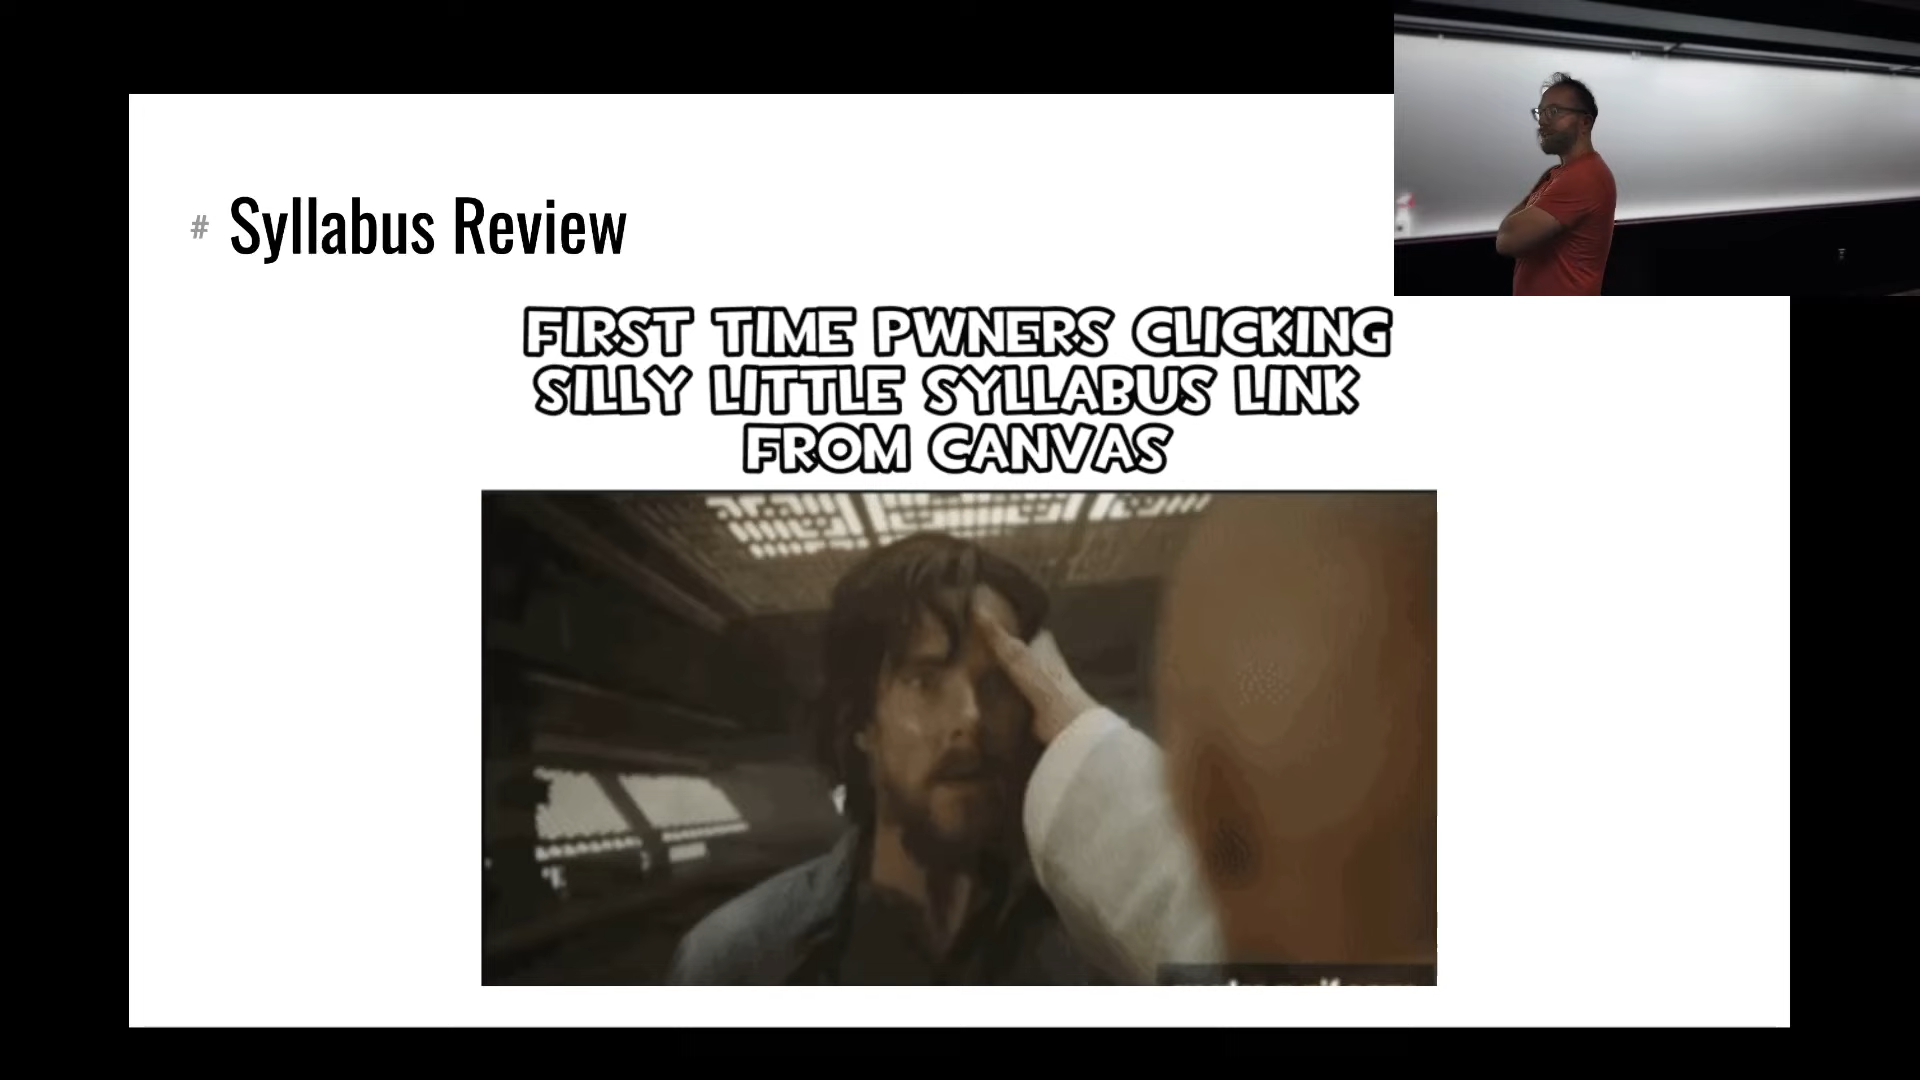 # Syllabus Review
FIRST TIME PWNERS CLICKING
SILLY LITTLE SYLLABUS LINK
FROM CANVAS